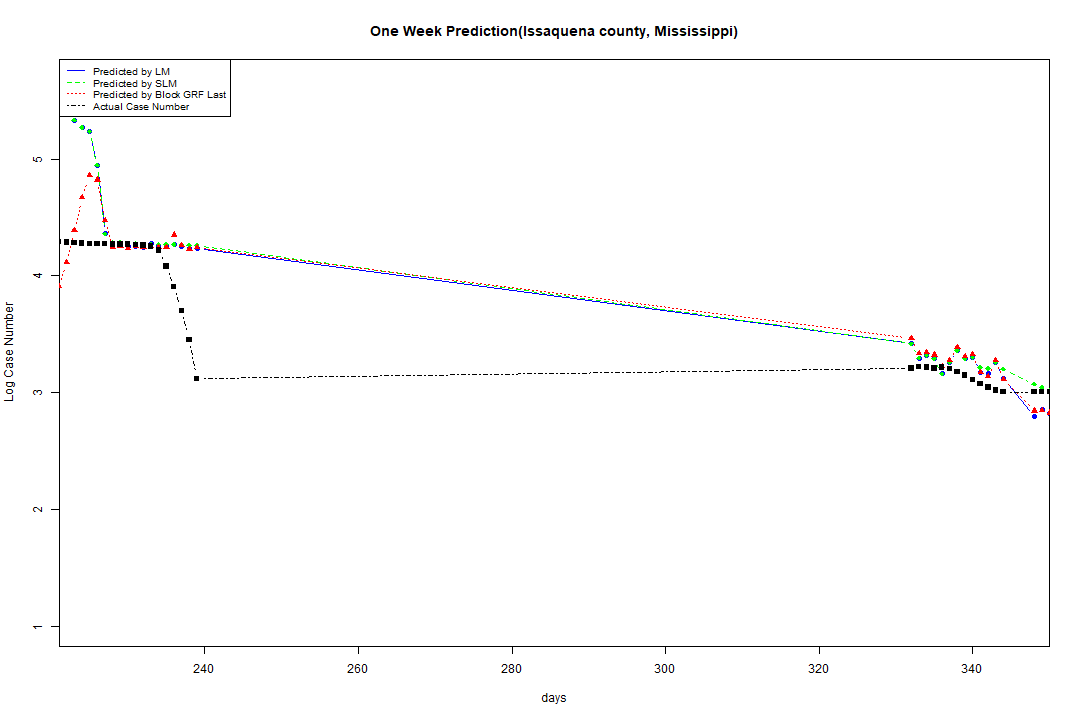 One Week Prediction(Issaquena county, Mississippi)
Predicted by LM
Predicted by SLM
Predicted by Block GRF Last
Actual Case Number
5
4
3
2
1
Log Case Number
240 260 280 300 320 340
days